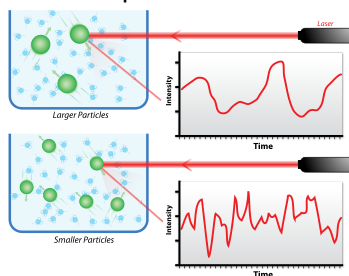 Laser
Intensity
Larger Particles
Time
Intensity
Smaller Particles
Time